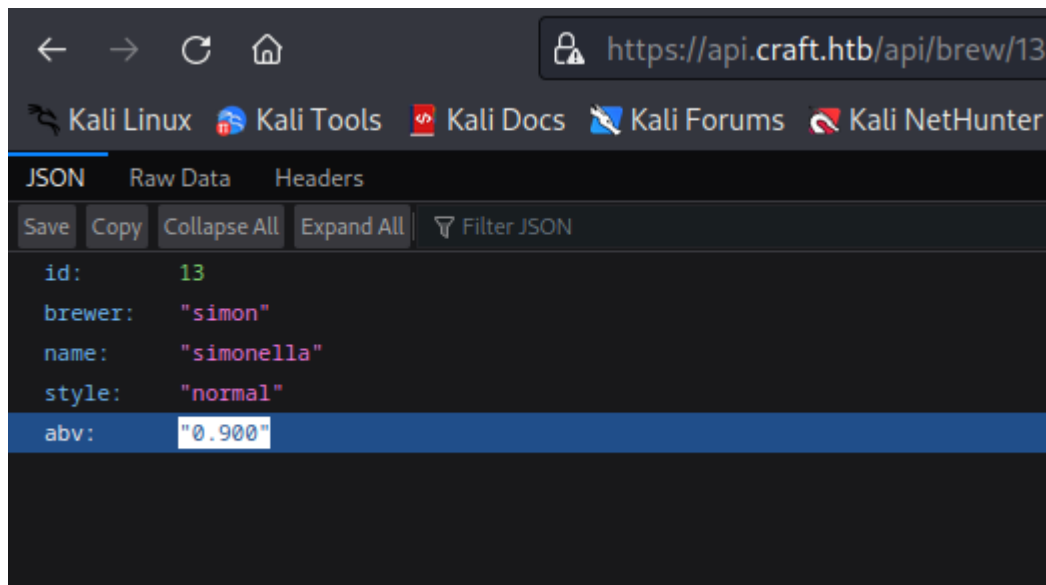 https://api.craft.htb/api/brew/13
Kali Linux Kali Tools Kali Docs Kali Forums Kali NetHunter
JSON Raw Data Headers
Save Copy Collapse All Expand All Filter JSON
id: 13
brewer: "simon"
name: "simonella"
style: "normal"
abv: "0.900"